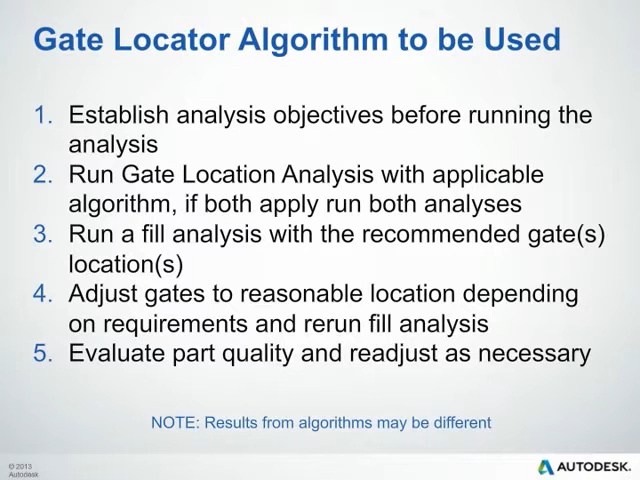 Gate Locator Algorithm to be Used
1. Establish analysis objectives before running the
analysis
2. Run Gate Location Analysis with applicable
algorithm, if both apply run both analyses
3. Run a fill analysis with the recommended gate(s)
location(s)
4. Adjust gates to reasonable location depending
on requirements and rerun fill analysis
5. Evaluate part quality and readjust as necessary
NOTE: Results from algorithms may be different
© 2013
Autodesk
AUTODESK.